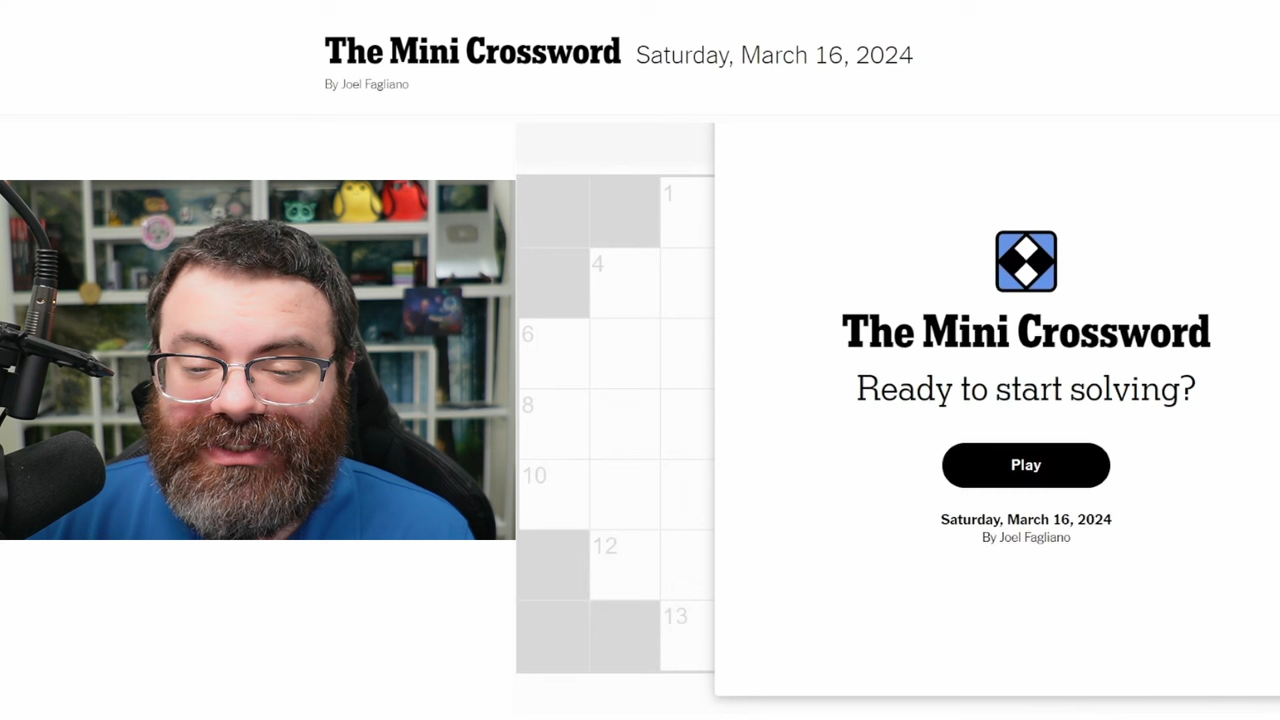 The Mini Crossword Saturday, March 16, 2024
By Joel Fagliano
1
4
6
8
10
12
13
The Mini Crossword
Ready to start solving?
Play
Saturday, March 16, 2024
By Joel Fagliano